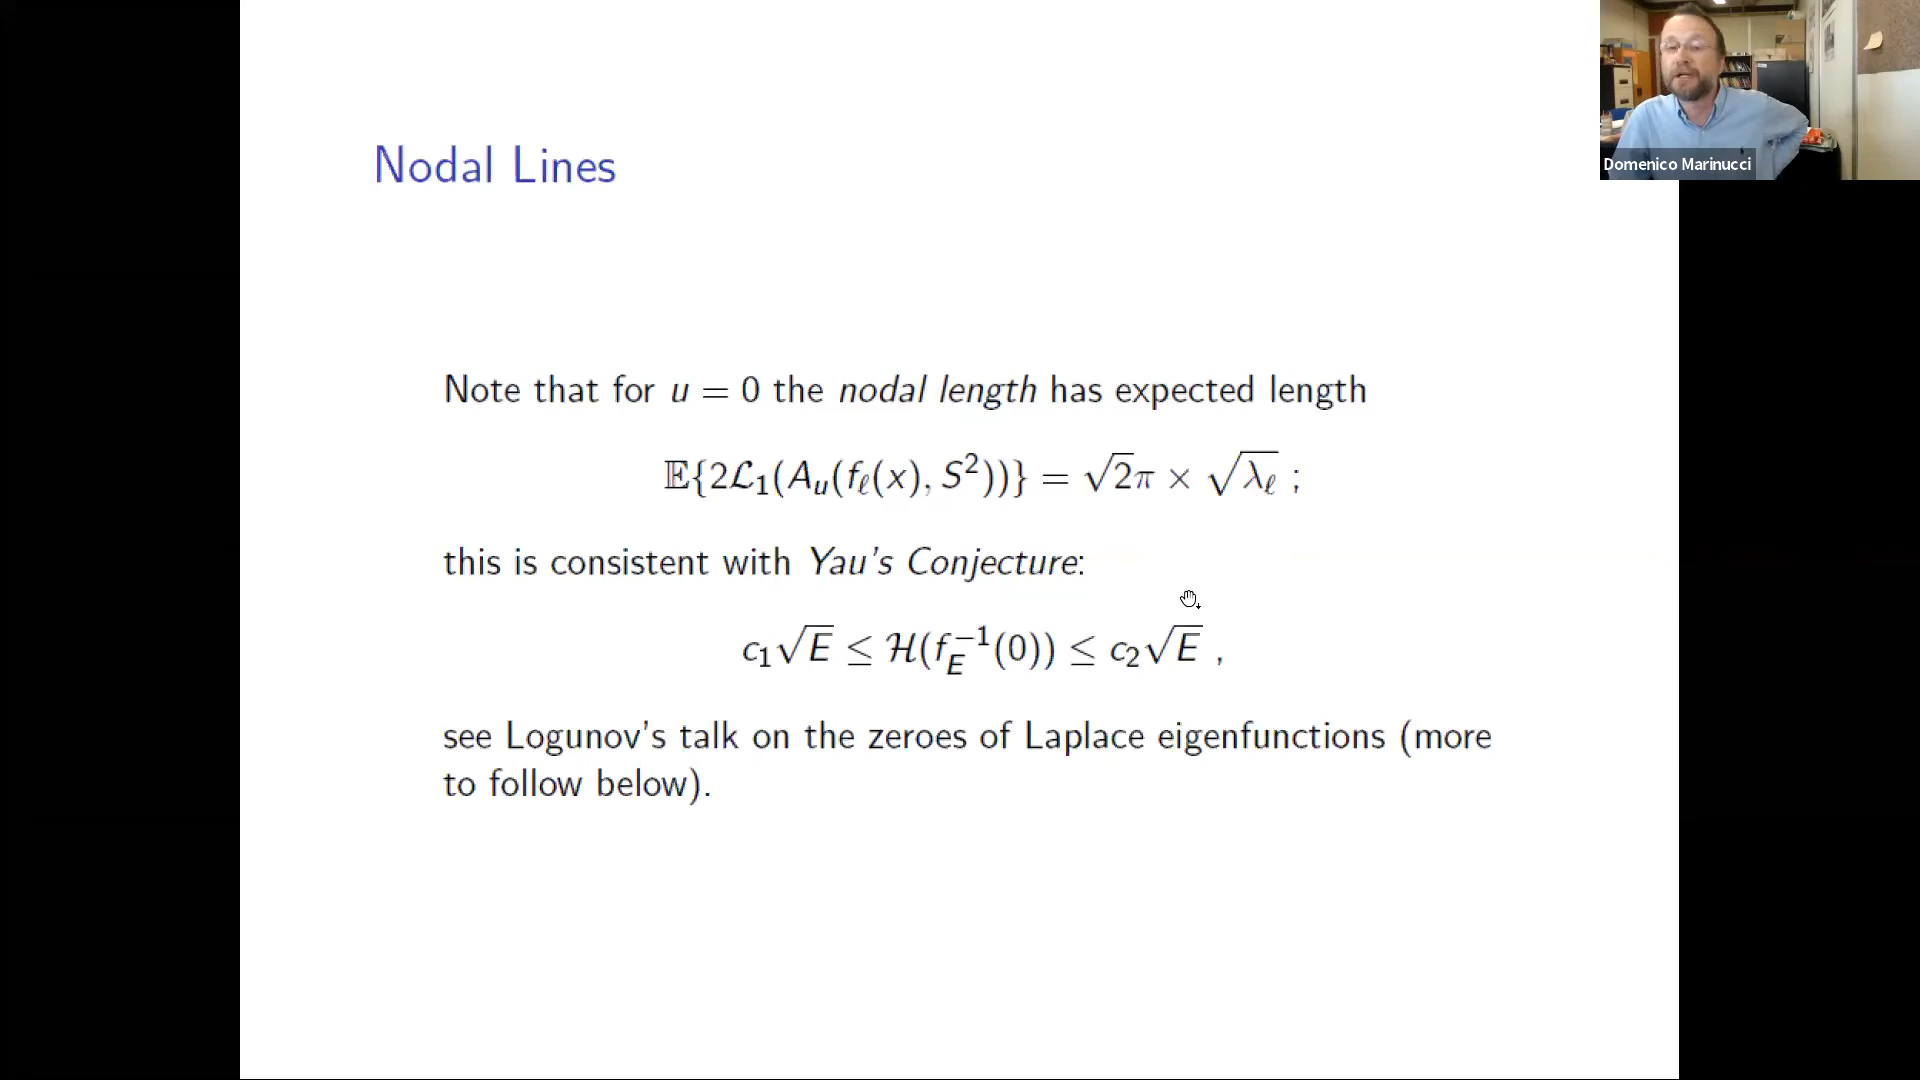 Nodal Lines
Domenico Marinucci
Note that for u = 0 the nodal length has expected length
𝔼{2ℒ₁(Aᵤ(f_ℓ(x), S²))} = √2π × √λ_ℓ ;
this is consistent with Yau's Conjecture:
c₁√E ≤ ℋ(f_E⁻¹(0)) ≤ c₂√E ,
see Logunov's talk on the zeroes of Laplace eigenfunctions (more
to follow below).